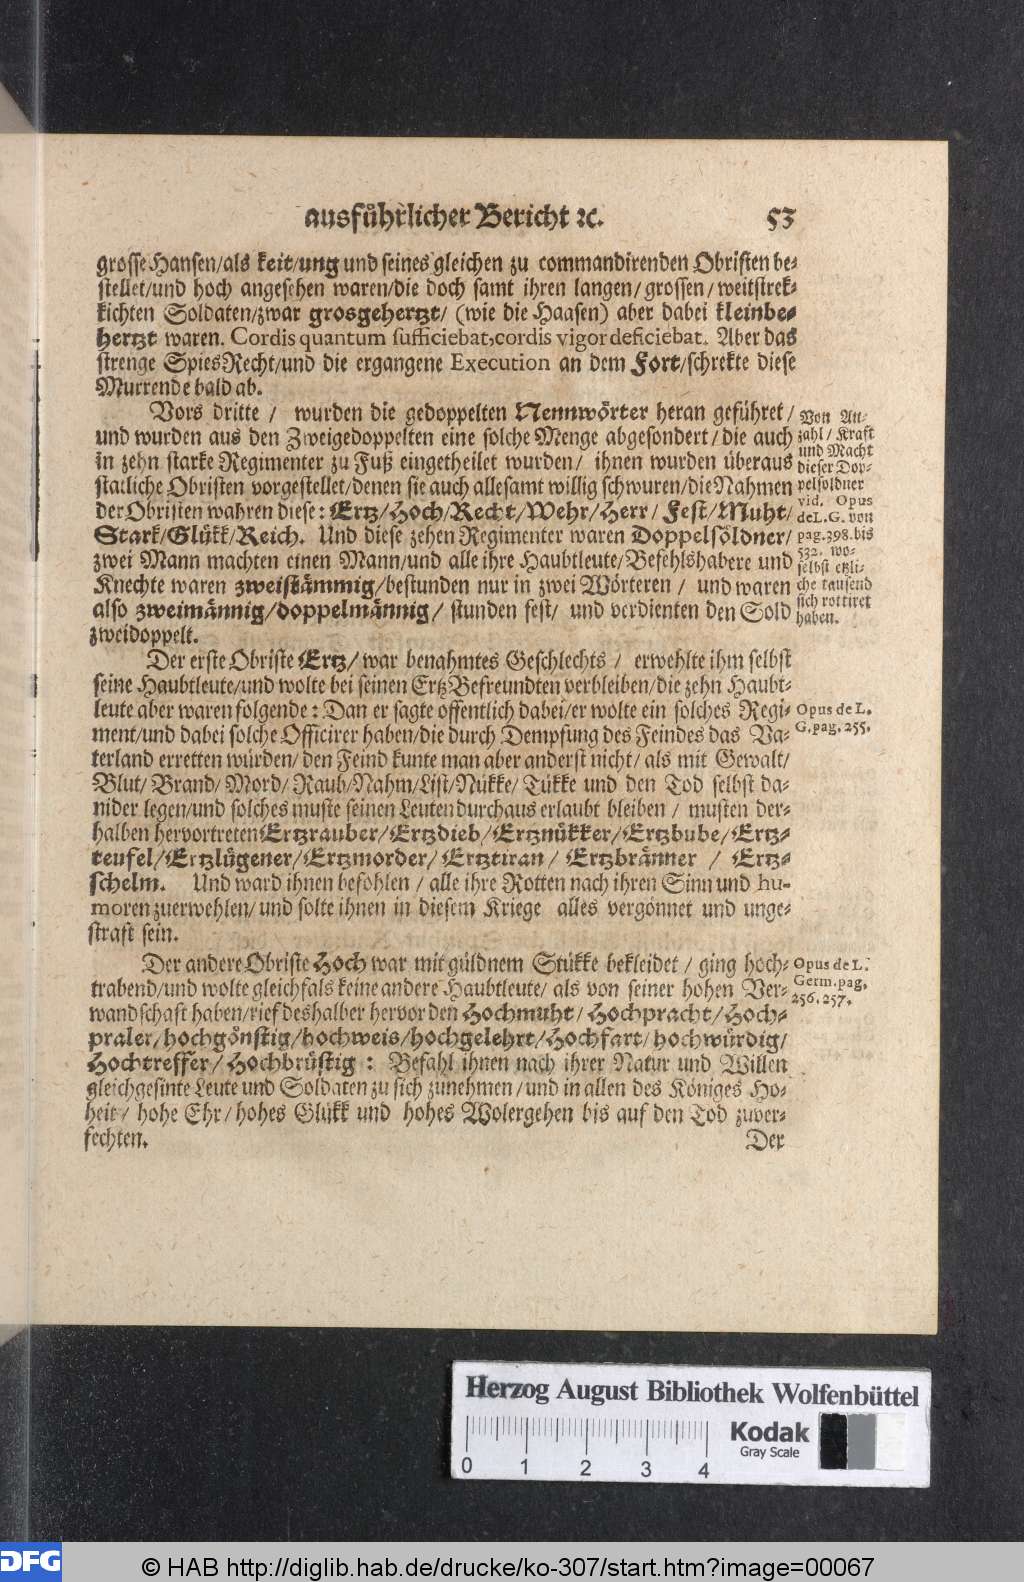 ausführlicher Bericht ꝛc. 53
grosse Hansen/als keit/ung und seines gleichen zu commandirenden Obristen be-
stellet/und hoch angesehen waren/die doch samt ihren langen/ grossen/ weitstrek-
kichten Soldaten/zwar grosgehertzt/ (wie die Haasen) aber dabei kleinbe-
hertzt waren. Cordis quantum sufficiebat, cordis vigor deficiebat. Aber das
strenge SpiesRecht/und die ergangene Execution an dem Fort/schrekte diese
Murrende bald ab.
Vors dritte / wurden die gedoppelten Nennwörter heran geführet/
und wurden aus den Zweigedoppelten eine solche Menge abgesondert/ die auch
in zehn starke Regimenter zu Fuß eingetheilet wurden/ ihnen wurden überaus
statliche Obristen vorgestellet/denen sie auch allesamt willig schwuren/die Nahmen
der Obristen wahren diese: Ertz/Hoch/Recht/Wehr/Herr/ Fest/Muht/
Stark/Glükk/Reich. Und diese zehen Regimenter waren Doppelsöldner/
zwei Mann machten einen Mann/und alle ihre Haubtleute/Befehlshabere und
Knechte waren zweistämmig/bestunden nur in zwei Wörteren / und waren
also zweimännig/doppelmännig/ stunden fest/ und verdienten den Sold
zweidoppelt.
Von An-
zahl / Kraft
und Macht
dieser Dop-
pelsoldner
vid. Opus
de L.G. von
pag. 398. bis
532. wo-
selbst etzli-
che tausend
sich rottiret
haben.
Der erste Obriste Ertz/ war benahmtes Geschlechts / erwehlte ihm selbst
seine Haubtleute/und wolte bei seinen ErtzBefreundten verbleiben/die zehn Haubt-
leute aber waren folgende: Dan er sagte offentlich dabei/er wolte ein solches Regi-
ment/und dabei solche Officirer haben/die durch Dempfung des Feindes das Va-
terland erretten würden/ den Feind kunte man aber anderst nicht/ als mit Gewalt/
Blut/ Brand/ Mord/ Raub/Nahm/List/Nükke/ Tükke und den Tod selbst da-
nider legen/und solches muste seinen Leuten durchaus erlaubt bleiben / musten der-
halben hervortreten Ertzrauber/Ertzdieb/Ertznükker/Ertzbube/Ertz-
teufel/Ertzlügener/Ertzmorder/ Ertztiran/ Ertzbränner / Ertz-
schelm. Und ward ihnen befohlen / alle ihre Rotten nach ihren Sinn und hu-
moren zuerwehlen/und solte ihnen in diesem Kriege alles vergönnet und unge-
straft sein.
Opus de L.
G. pag. 255.
Der andere Obriste Hoch war mit güldnem Stükke bekleidet / ging hoch-
trabend/und wolte gleichfals keine andere Haubtleute/ als von seiner hohen Ver-
wandschaft haben/rief deshalber hervor den Hochmuht/Hochpracht/Hoch-
praler/hochgönstig/hochweis/hochgelehrt/Hochfart/hochwürdig/
Hochtreffer/Hochbrüstig : Befahl ihnen nach ihrer Natur und Willen
gleichgesinte Leute und Soldaten zu sich zunehmen/und in allen des Königes Ho-
heit/ hohe Ehr/hohes Glükk und hohes Wolergehen bis auf den Tod zuver-
fechten.
Opus de L.
Germ. pag.
256. 257.
Der
Herzog August Bibliothek Wolfenbüttel
0 1 2 3 4
Kodak
Gray Scale
DFG
© HAB http://diglib.hab.de/drucke/ko-307/start.htm?image=00067